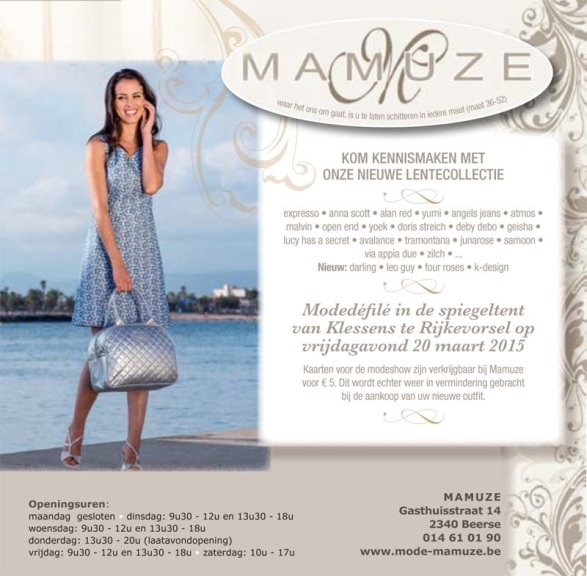 MAMUZE
waar het ons om gaat, is u te laten schitteren in iedere maat (maat 36-52)
KOM KENNISMAKEN MET
ONZE NIEUWE LENTECOLLECTIE
expresso • anna scott • alan red • yumi • angels jeans • atmos •
malvin • open end • yoek • doris streich • deby debo • geisha •
lucy has a secret • avalance • tramontana • junarose • samoon •
via appia due • zilch • ...
Nieuw: darling • leo guy • four roses • k-design
Modedéfilé in de spiegeltent
van Klessens te Rijkevorsel op
vrijdagavond 20 maart 2015
Kaarten voor de modeshow zijn verkrijgbaar bij Mamuze
voor € 5. Dit wordt echter weer in vermindering gebracht
bij de aankoop van uw nieuwe outfit.
Openingsuren:
maandag gesloten • dinsdag: 9u30 - 12u en 13u30 - 18u
woensdag: 9u30 - 12u en 13u30 - 18u
donderdag: 13u30 - 20u (laatavondopening)
vrijdag: 9u30 - 12u en 13u30 - 18u • zaterdag: 10u - 17u
MAMUZE
Gasthuisstraat 14
2340 Beerse
014 61 01 90
www.mode-mamuze.be